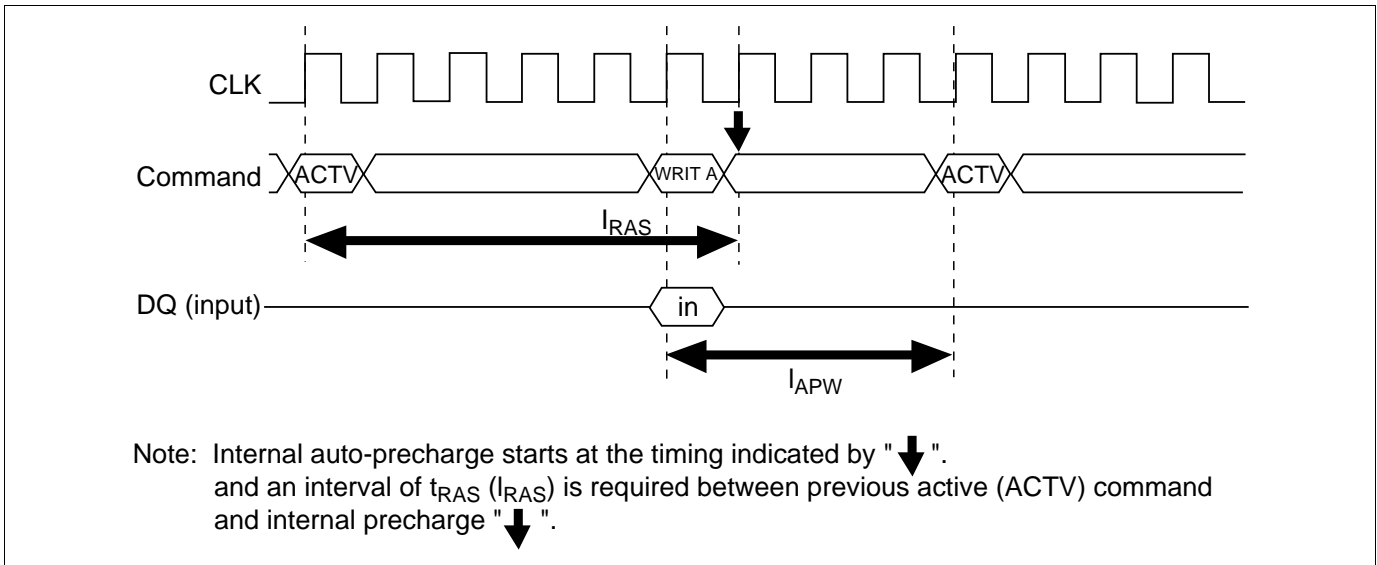 CLK
Command ACTV WRIT A ACTV
lRAS
DQ (input) in
lAPW
Note: Internal auto-precharge starts at the timing indicated by " ".
and an interval of tRAS (lRAS) is required between previous active (ACTV) command
and internal precharge " ".